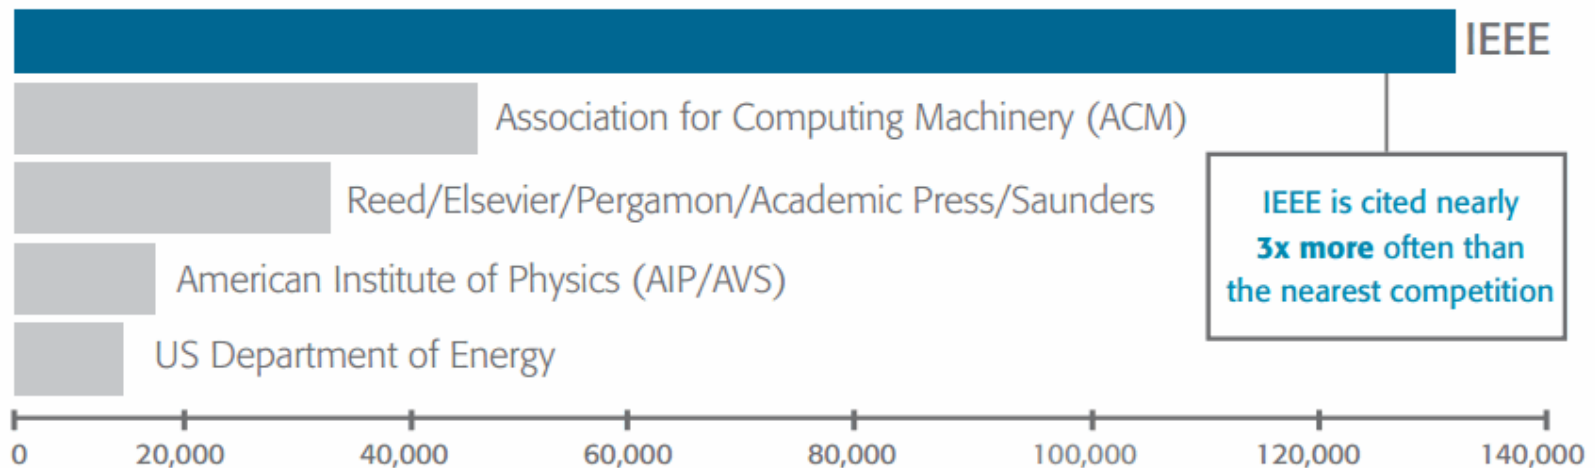 IEEE
Association for Computing Machinery (ACM)
Reed/Elsevier/Pergamon/Academic Press/Saunders
American Institute of Physics (AIP/AVS)
US Department of Energy
IEEE is cited nearly
3x more often than
the nearest competition
0 20,000 40,000 60,000 80,000 100,000 120,000 140,000